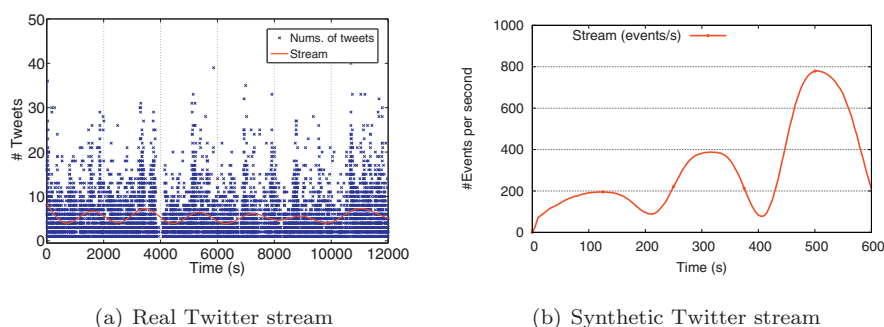 50
40
30
20
10
0
# Tweets
Nums. of tweets
Stream
0 2000 4000 6000 8000 10000 12000
Time (s)
(a) Real Twitter stream
1000
800
600
400
200
0
#Events per second
Stream (events/s)
0 100 200 300 400 500 600
Time (s)
(b) Synthetic Twitter stream